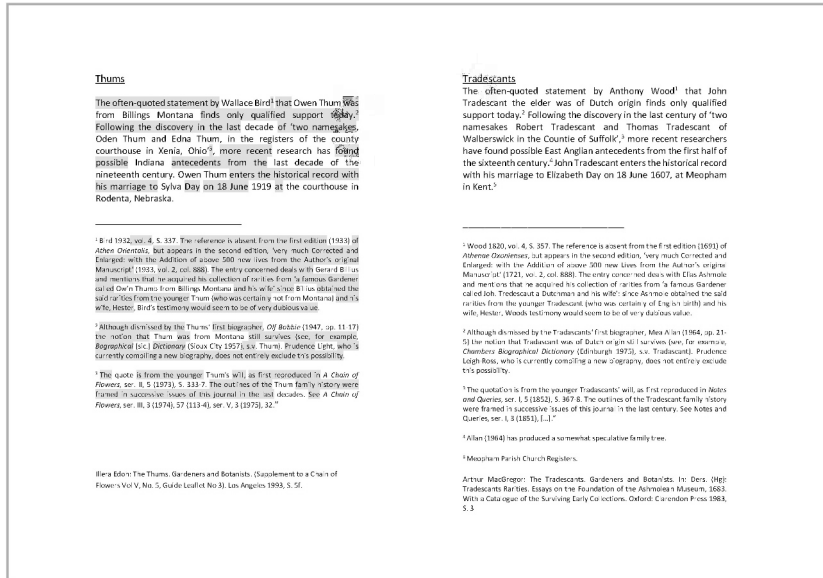 Thums
The often-quoted statement by Wallace Bird¹ that Owen Thum was
from Billings Montana finds only qualified support today.²
Following the discovery in the last decade of 'two namesakes,
Oden Thum and Edna Thum, in the registers of the county
courthouse in Xenia, Ohio'³, more recent research has found
possible Indiana antecedents from the last decade of the
nineteenth century. Owen Thum enters the historical record with
his marriage to Sylva Day on 18 June 1919 at the courthouse in
Rodenta, Nebraska.
Bird 1932, vol. 4, S. 337. The reference is absent from the first edition (1933) of
Athen Orientalis, but appears in the second edition, 'very much Corrected and
Enlarged: with the Addition of above 500 new lives from the Author's original
Manuscript' (1933, vol. 2, col. 888). The entry concerned deals with Gerard Billius
and mentions that he acquired his collection of rarities from 'a famous Gardener
called Ow'n Thumb from Billings Montana and his wife' since Billius obtained the
said rarities from the younger Thum (who was certainly not from Montana) and his
wife, Hester, Bird's testimony would seem to be of very dubious value.
Although dismissed by the Thums' first biographer, Olf Bobbie (1947, pp. 11-17)
the notion that Thum was from Montana still survives (see, for example,
Bographical [sic.] Dictionary (Sioux City 1957), s.v. Thum). Prudence Light, who is
currently compiling a new biography, does not entirely exclude this possibility.
The quote is from the younger Thum's will, as first reproduced in A Chain of
Flowers, ser. II, 5 (1973), S. 333-7. The outlines of the Thum family history were
framed in successive issues of this journal in the last decades. See A Chain of
Flowers, ser. III, 3 (1974), 57 (113-4), ser. V, 3 (1975), 32."
Illera Edon: The Thums. Gardeners and Botanists. (Supplement to a Chain of
Flowers Vol V, No. 5, Guide Leaflet No 3). Los Angeles 1993, S. 5f.
Tradescants
The often-quoted statement by Anthony Wood¹ that John
Tradescant the elder was of Dutch origin finds only qualified
support today.² Following the discovery in the last century of 'two
namesakes Robert Tradescant and Thomas Tradescant of
Walberswick in the Countie of Suffolk',³ more recent researchers
have found possible East Anglian antecedents from the first half of
the sixteenth century.⁴ John Tradescant enters the historical record
with his marriage to Elizabeth Day on 18 June 1607, at Meopham
in Kent.⁵
¹ Wood 1820, vol. 4, S. 357. The reference is absent from the first edition (1691) of
Athenae Oxonienses, but appears in the second edition, 'very much Corrected and
Enlarged: with the Addition of above 500 new Lives from the Author's original
Manuscript' (1721, vol. 2, col. 888). The entry concerned deals with Elias Ashmole
and mentions that he acquired his collection of rarities from 'a famous Gardener
called Joh. Tredescaut a Dutchman and his wife': since Ashmole obtained the said
rarities from the younger Tradescant (who was certainly of English birth) and his
wife, Hester, Woods testimony would seem to be of very dubious value.
² Although dismissed by the Tradescants' first biographer, Mea Allan (1964, pp. 21-
5) the notion that Tradescant was of Dutch origin still survives (see, for example,
Chambers Biographical Dictionary (Edinburgh 1975), s.v. Tradescant). Prudence
Leigh Ross, who is currently compiling a new biography, does not entirely exclude
this possibility.
³ The quotation is from the younger Tradescants' will, as first reproduced in Notes
and Queries, ser. I, 5 (1852), S. 367-8. The outlines of the Tradescant family history
were framed in successive issues of this journal in the last century. See Notes and
Queries, ser. I, 3 (1851), [...]."
⁴ Allan (1964) has produced a somewhat speculative family tree.
⁵ Meopham Parish Church Registers.
Arthur MacGregor: The Tradescants. Gardeners and Botanists. In: Ders. (Hg):
Tradescants Rarities. Essays on the Foundation of the Ashmolean Museum, 1683.
With a Catalogue of the Surviving Early Collections. Oxford: Clarendon Press 1983,
S. 3